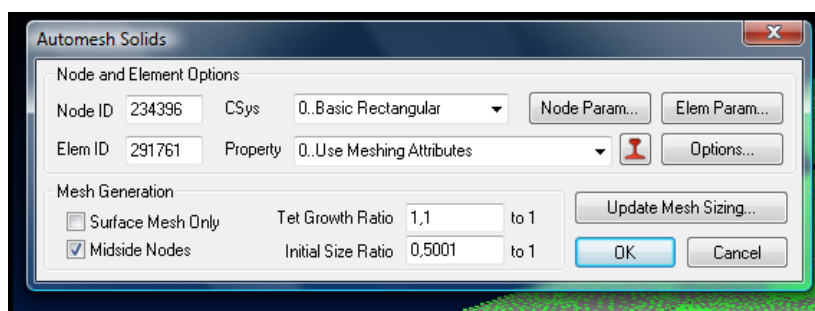 Automesh Solids
Node and Element Options
Node ID 234396 CSys 0..Basic Rectangular Node Param... Elem Param...
Elem ID 291761 Property 0..Use Meshing Attributes Options...
Mesh Generation
Surface Mesh Only Tet Growth Ratio 1,1 to 1 Update Mesh Sizing...
Midside Nodes Initial Size Ratio 0,5001 to 1 OK Cancel